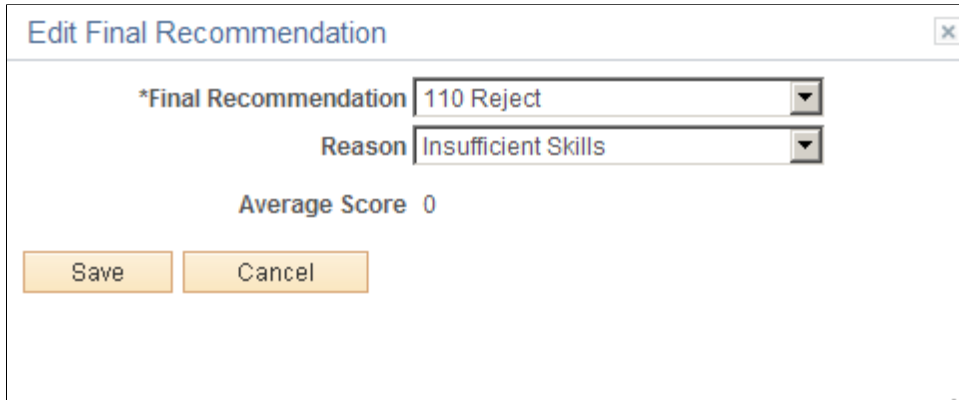 Edit Final Recommendation
*Final Recommendation 110 Reject
Reason Insufficient Skills
Average Score 0
Save Cancel